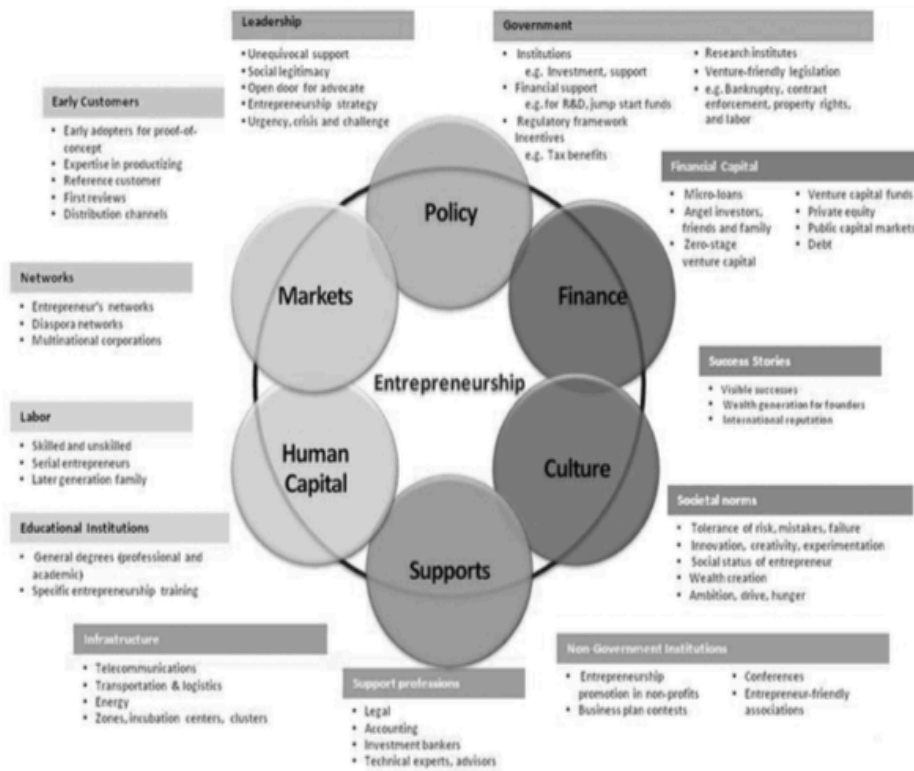 Leadership
• Unequivocal support
• Social legitimacy
• Open door for advocate
• Entrepreneurship strategy
• Urgency, crisis and challenge
Government
• Institutions
e.g. Investment, support
• Financial support
e.g. for R&D, jump start funds
• Regulatory framework
Incentives
e.g. Tax benefits
• Research institutes
• Venture-friendly legislation
• e.g. Bankruptcy, contract
enforcement, property rights,
and labor
Early Customers
• Early adopters for proof-of-
concept
• Expertise in productizing
• Reference customer
• First reviews
• Distribution channels
Financial Capital
• Micro-loans
• Angel investors,
friends and family
• Zero-stage
venture capital
• Venture capital funds
• Private equity
• Public capital markets
• Debt
Networks
• Entrepreneur's networks
• Diaspora networks
• Multinational corporations
Policy
Markets
Finance
Entrepreneurship
Human
Capital
Culture
Supports
Success Stories
• Visible successes
• Wealth generation for founders
• International reputation
Labor
• Skilled and unskilled
• Serial entrepreneurs
• Later generation family
Societal norms
• Tolerance of risk, mistakes, failure
• Innovation, creativity, experimentation
• Social status of entrepreneur
• Wealth creation
• Ambition, drive, hunger
Educational Institutions
• General degrees (professional and
academic)
• Specific entrepreneurship training
Infrastructure
• Telecommunications
• Transportation & logistics
• Energy
• Zones, incubation centers, clusters
Support professions
• Legal
• Accounting
• Investment bankers
• Technical experts, advisors
Non-Government Institutions
• Entrepreneurship
promotion in non-profits
• Business plan contests
• Conferences
• Entrepreneur-friendly
associations